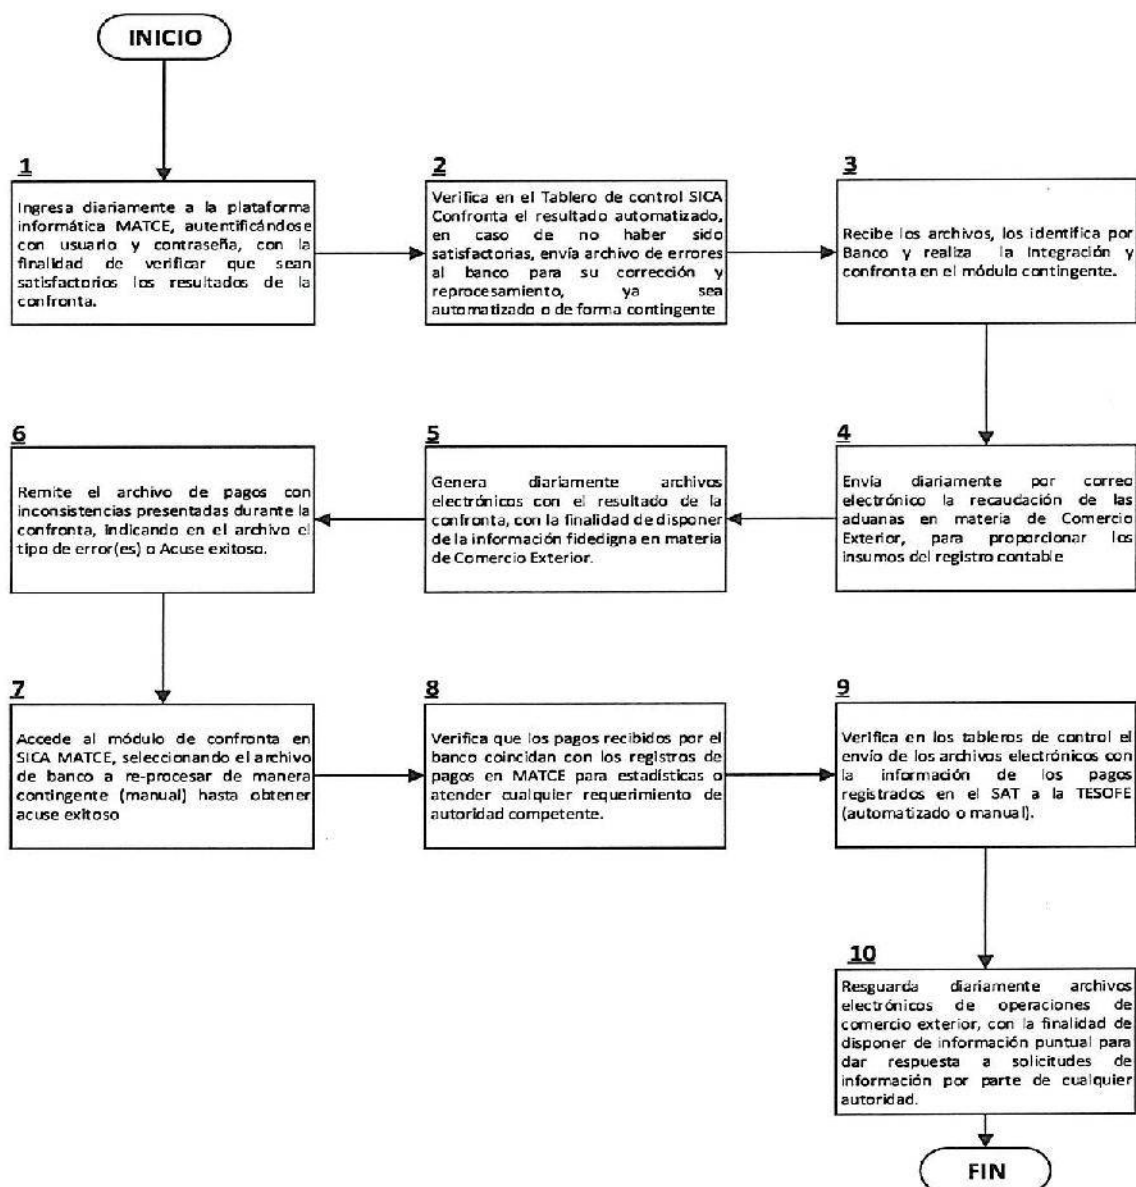 INICIO
1
Ingresa diariamente a la plataforma
informática MATCE, autentificándose
con usuario y contraseña, con la
finalidad de verificar que sean
satisfactorios los resultados de la
confronta.
2
Verifica en el Tablero de control SICA
Confronta el resultado automatizado,
en caso de no haber sido
satisfactorias, envía archivo de errores
al banco para su corrección y
reprocesamiento, ya sea
automatizado o de forma contingente
3
Recibe los archivos, los identifica por
Banco y realiza la Integración y
confronta en el módulo contingente.
4
Envía diariamente por correo
electrónico la recaudación de las
aduanas en materia de Comercio
Exterior, para proporcionar los
insumos del registro contable
5
Genera diariamente archivos
electrónicos con el resultado de la
confronta, con la finalidad de disponer
de la información fidedigna en materia
de Comercio Exterior.
6
Remite el archivo de pagos con
inconsistencias presentadas durante la
confronta, indicando en el archivo el
tipo de error(es) o Acuse exitoso.
7
Accede al módulo de confronta en
SICA MATCE, seleccionando el archivo
de banco a re-procesar de manera
contingente (manual) hasta obtener
acuse exitoso
8
Verifica que los pagos recibidos por
el banco coincidan con los registros de
pagos en MATCE para estadísticas o
atender cualquier requerimiento de
autoridad competente.
9
Verifica en los tableros de control el
envío de los archivos electrónicos con
la información de los pagos
registrados en el SAT a la TESOFE
(automatizado o manual).
10
Resguarda diariamente archivos
electrónicos de operaciones de
comercio exterior, con la finalidad de
disponer de información puntual para
dar respuesta a solicitudes de
información por parte de cualquier
autoridad.
FIN